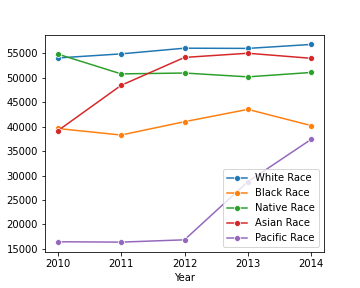 55000
50000
45000
40000
35000
30000
25000
20000
15000
White Race
Black Race
Native Race
Asian Race
Pacific Race
2010 2011 2012 2013 2014
Year